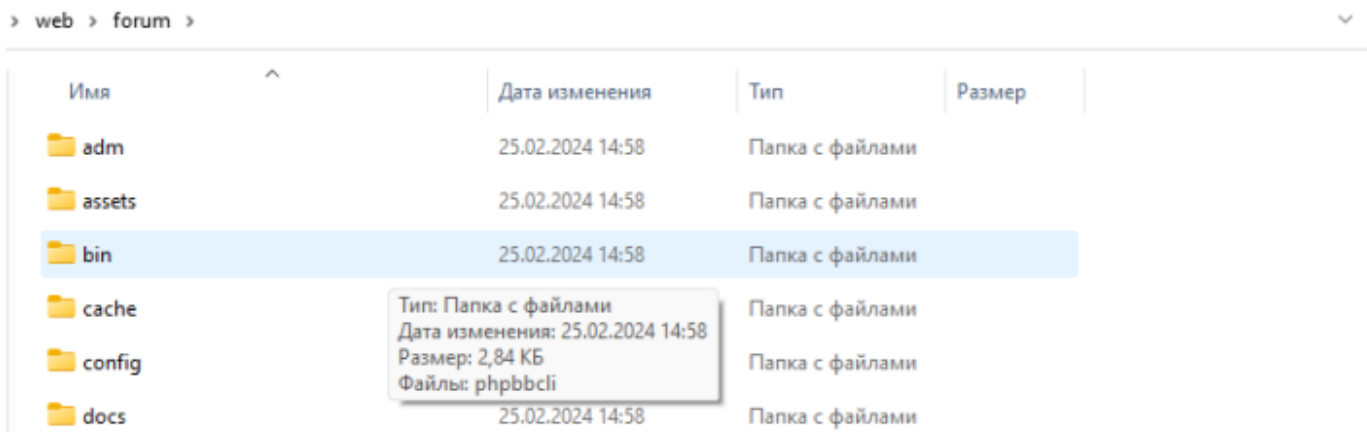 > web > forum >
Имя Дата изменения Тип Размер
adm 25.02.2024 14:58 Папка с файлами
assets 25.02.2024 14:58 Папка с файлами
bin 25.02.2024 14:58 Папка с файлами
cache Папка с файлами
config Папка с файлами
docs 25.02.2024 14:58 Папка с файлами
Тип: Папка с файлами
Дата изменения: 25.02.2024 14:58
Размер: 2,84 КБ
Файлы: phpbbcli